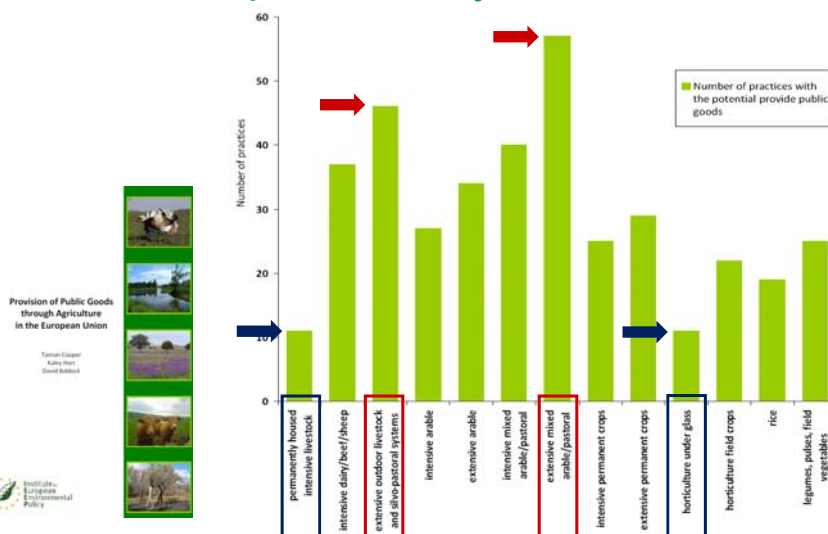 Provision of Public Goods
through Agriculture
in the European Union
Tamsin Cooper
Kaley Hart
David Baldock
Institute for
European
Environmental
Policy
Number of practices
60
50
40
30
20
10
0
Number of practices with
the potential provide public
goods
permanently housed
intensive livestock
intensive dairy/beef/sheep
extensive outdoor livestock
and silvo-pastoral systems
intensive arable
extensive arable
intensive mixed
arable/pastoral
extensive mixed
arable/pastoral
intensive permanent crops
extensive permanent crops
horticulture under glass
horticulture field crops
rice
legumes, pulses, field
vegetables